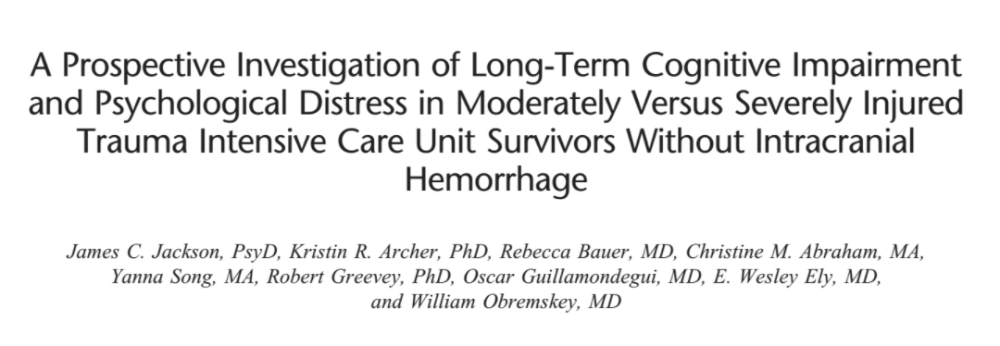 A Prospective Investigation of Long-Term Cognitive Impairment
and Psychological Distress in Moderately Versus Severely Injured
Trauma Intensive Care Unit Survivors Without Intracranial
Hemorrhage
James C. Jackson, PsyD, Kristin R. Archer, PhD, Rebecca Bauer, MD, Christine M. Abraham, MA,
Yanna Song, MA, Robert Greevey, PhD, Oscar Guillamondegui, MD, E. Wesley Ely, MD,
and William Obremskey, MD